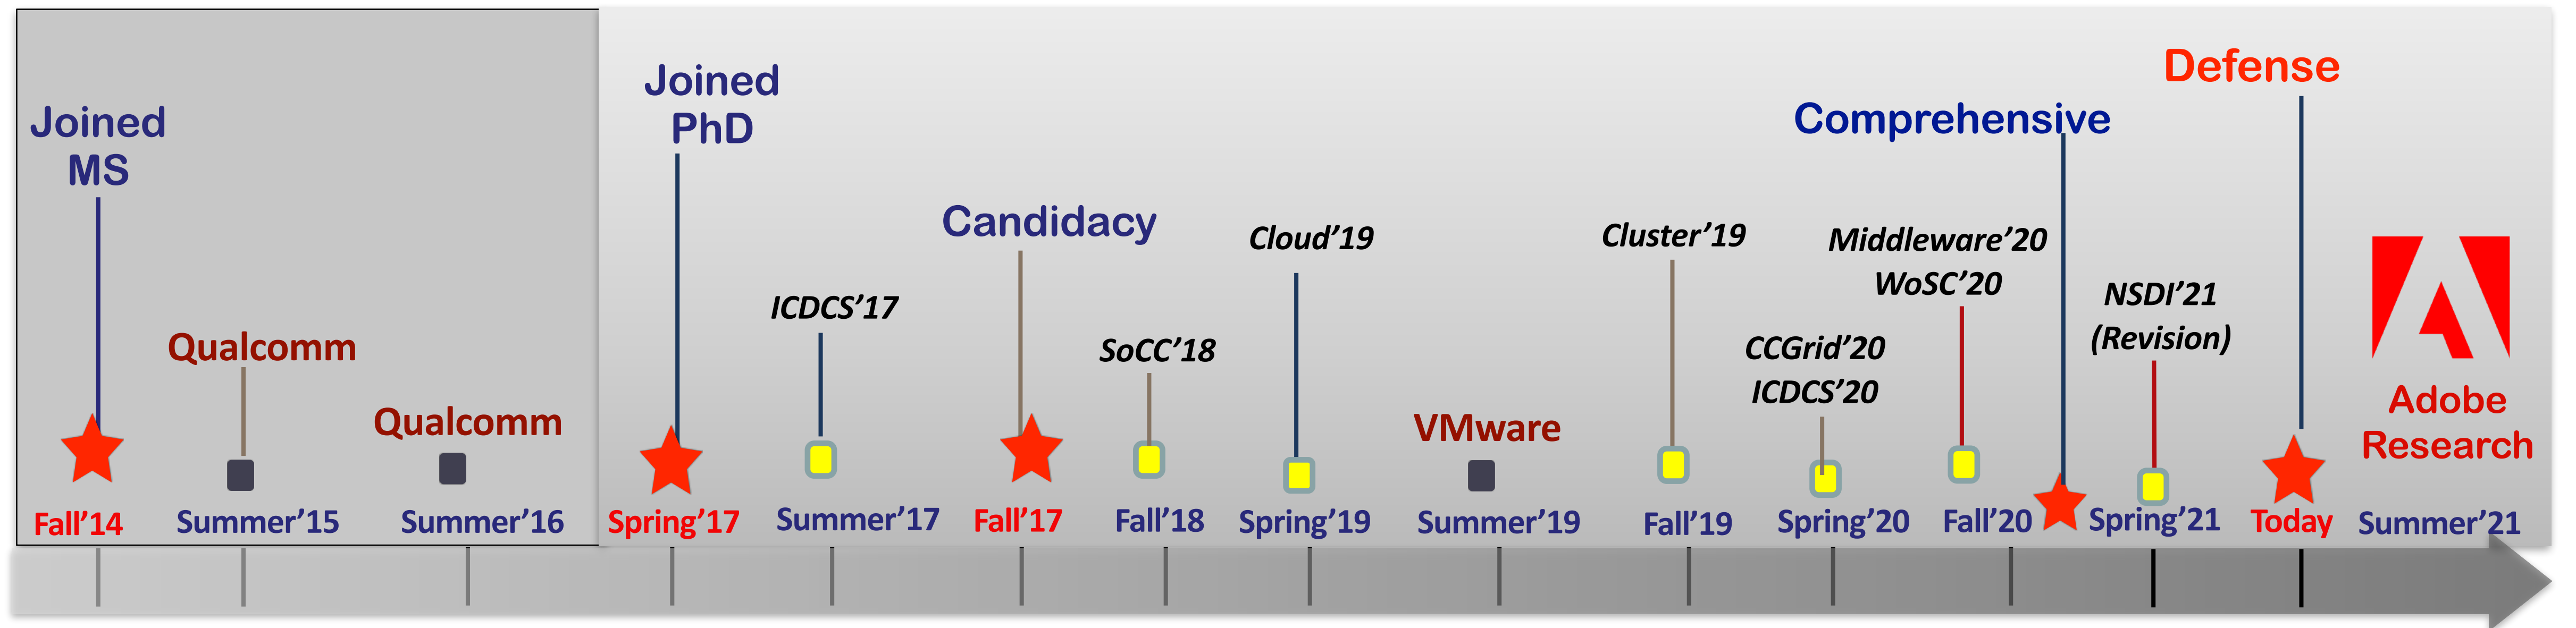 Joined
MS
Fall’14
Qualcomm
Summer’15
Qualcomm
Summer’16
Joined
PhD
Spring’17
ICDCS’17
Summer’17
Candidacy
Fall’17
SoCC’18
Fall’18
Cloud’19
Spring’19
VMware
Summer’19
Cluster’19
Fall’19
CCGrid’20
ICDCS’20
Spring’20
Middleware’20
WoSC’20
Fall’20
Comprehensive
NSDI’21
(Revision)
Spring’21
Defense
Today
Adobe
Research
Summer’21